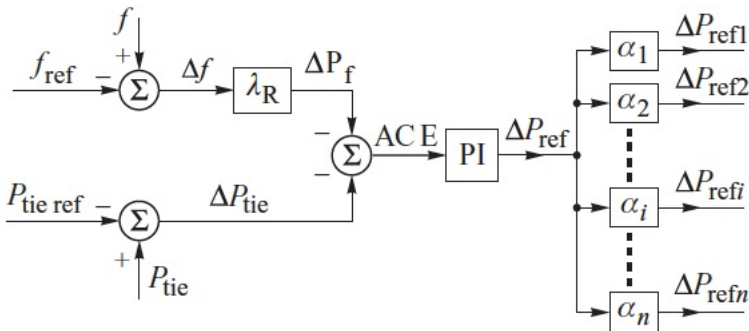 f
+
f_ref
−
Σ
Δf
λ_R
ΔP_f
−
−
Σ
ACE
PI
ΔP_ref
P_tie ref
−
Σ
ΔP_tie
+
P_tie
α_1
ΔP_ref1
α_2
ΔP_ref2
α_i
ΔP_refi
α_n
ΔP_refn